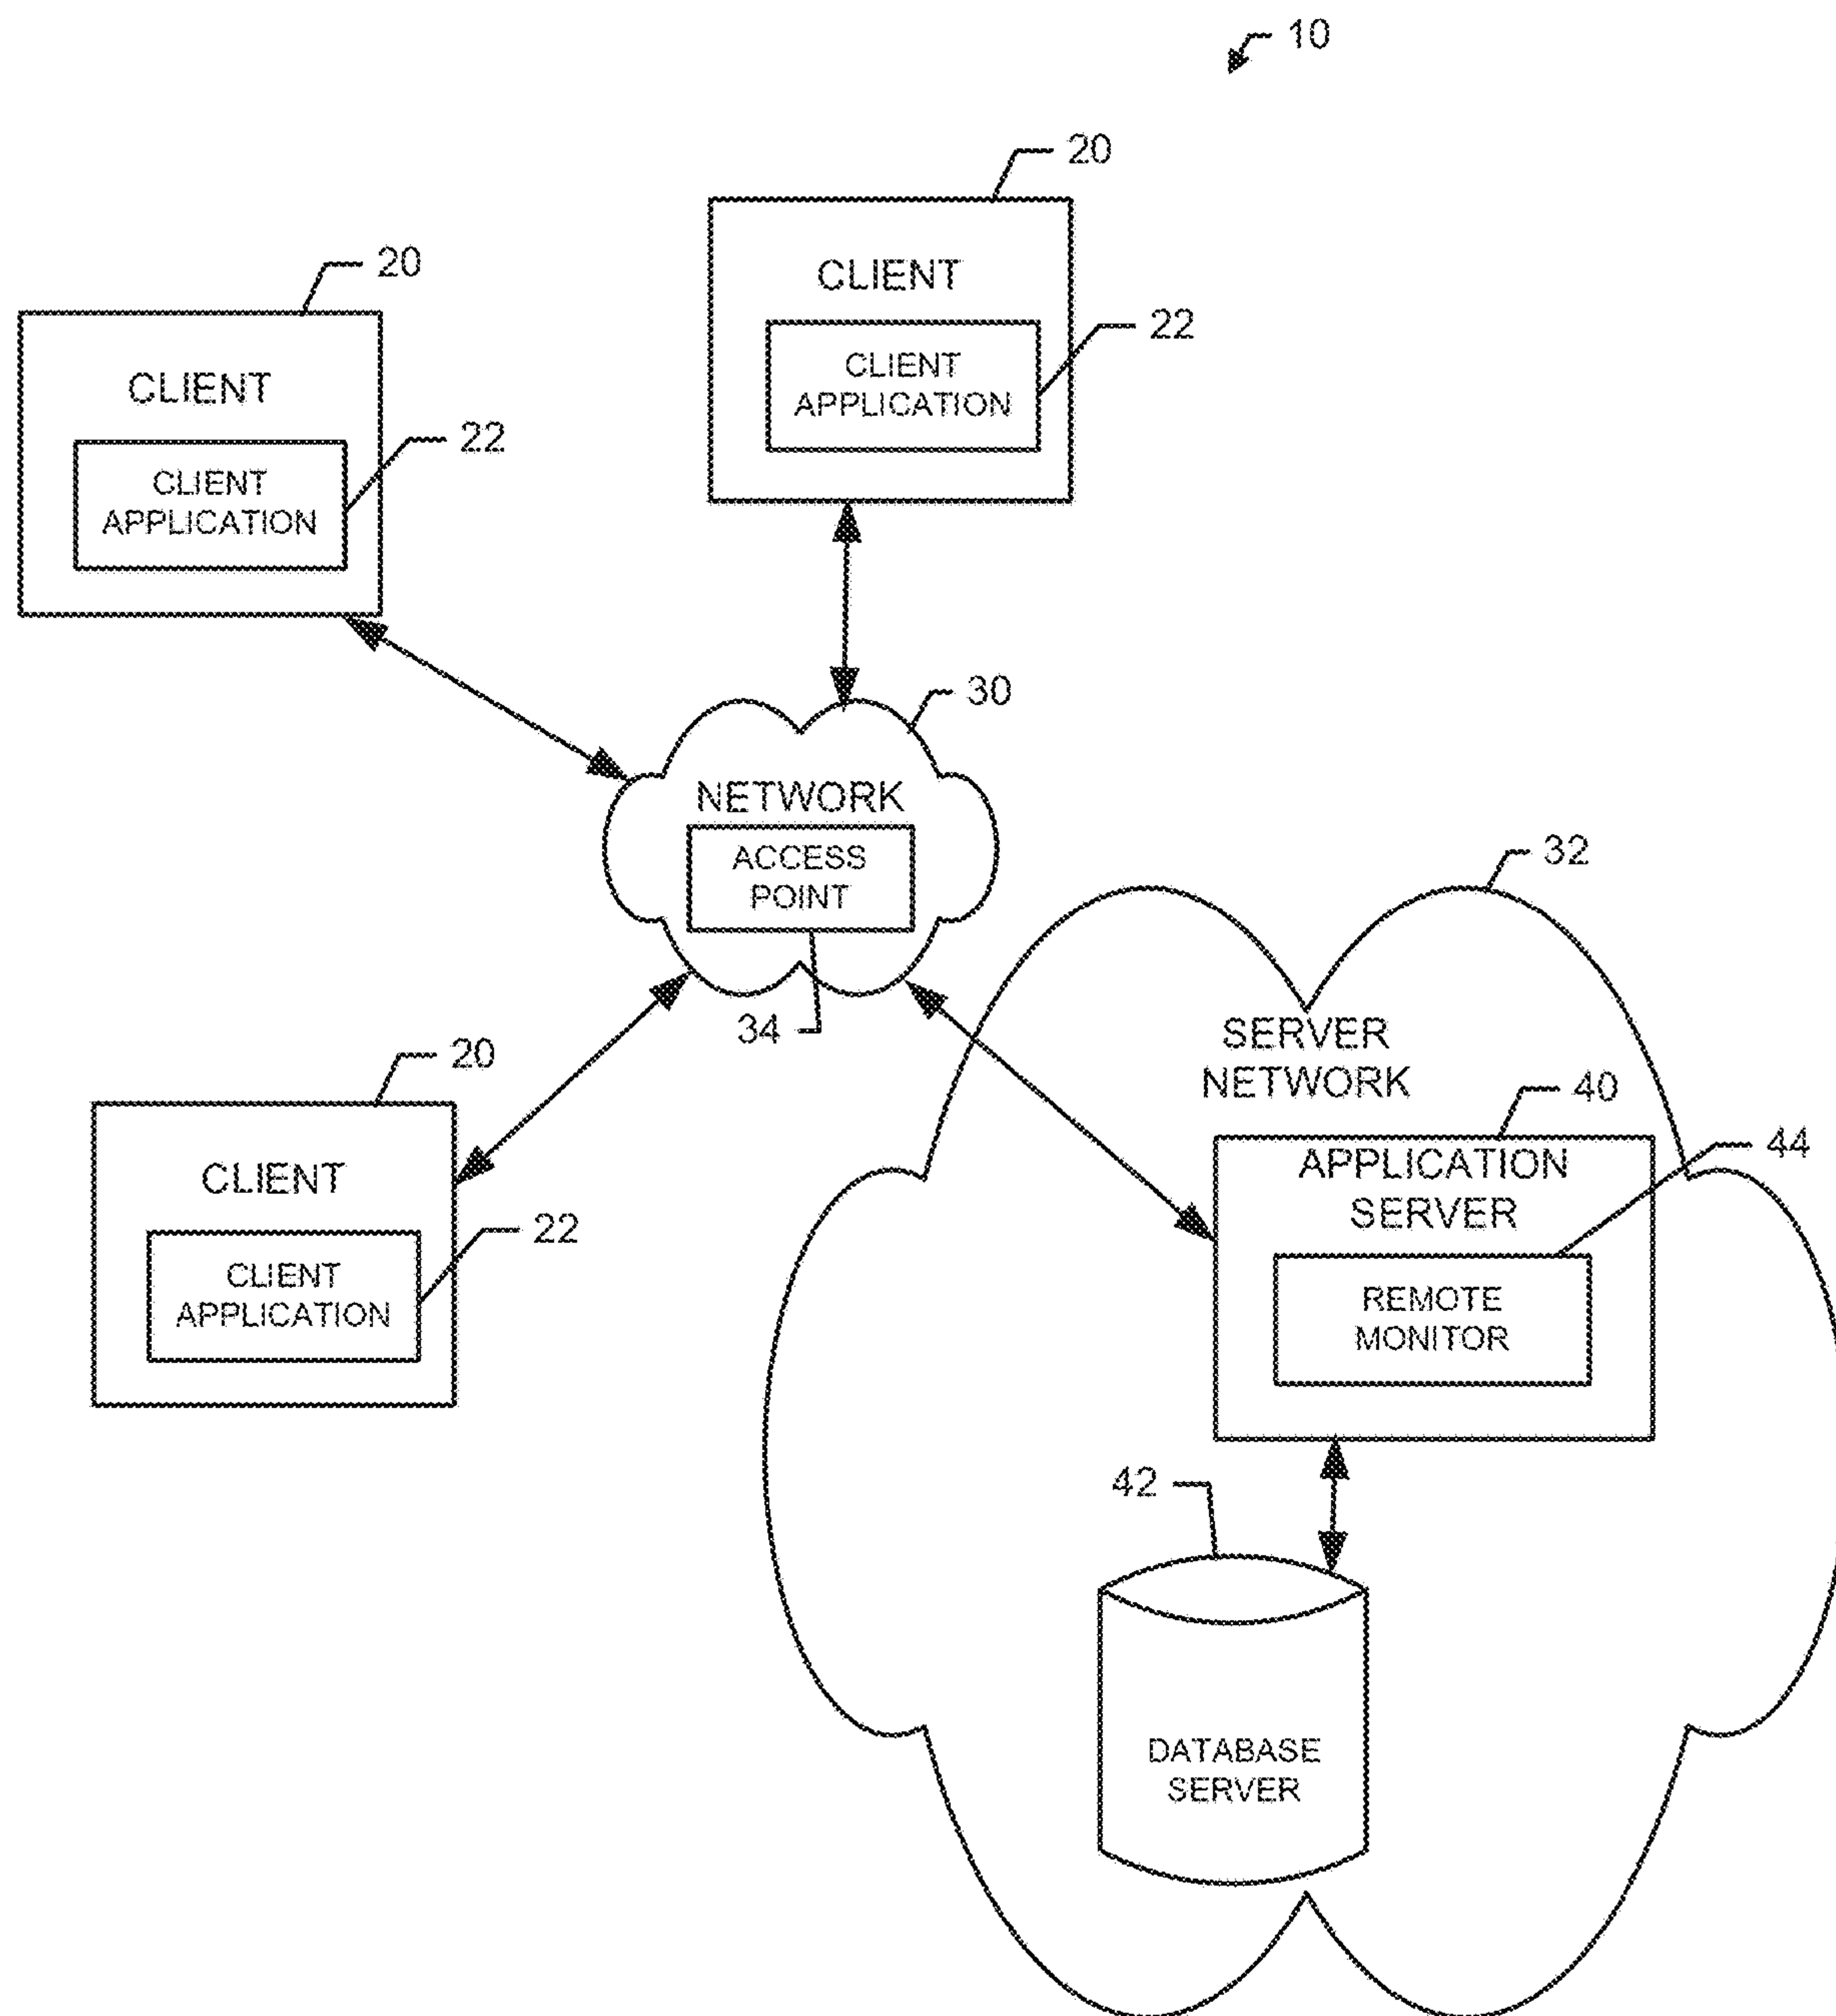 10
20
CLIENT
22
CLIENT
APPLICATION
20
CLIENT
22
CLIENT
APPLICATION
30
NETWORK
ACCESS
POINT
34
32
SERVER
NETWORK
40
APPLICATION
SERVER
44
REMOTE
MONITOR
20
CLIENT
22
CLIENT
APPLICATION
42
DATABASE
SERVER